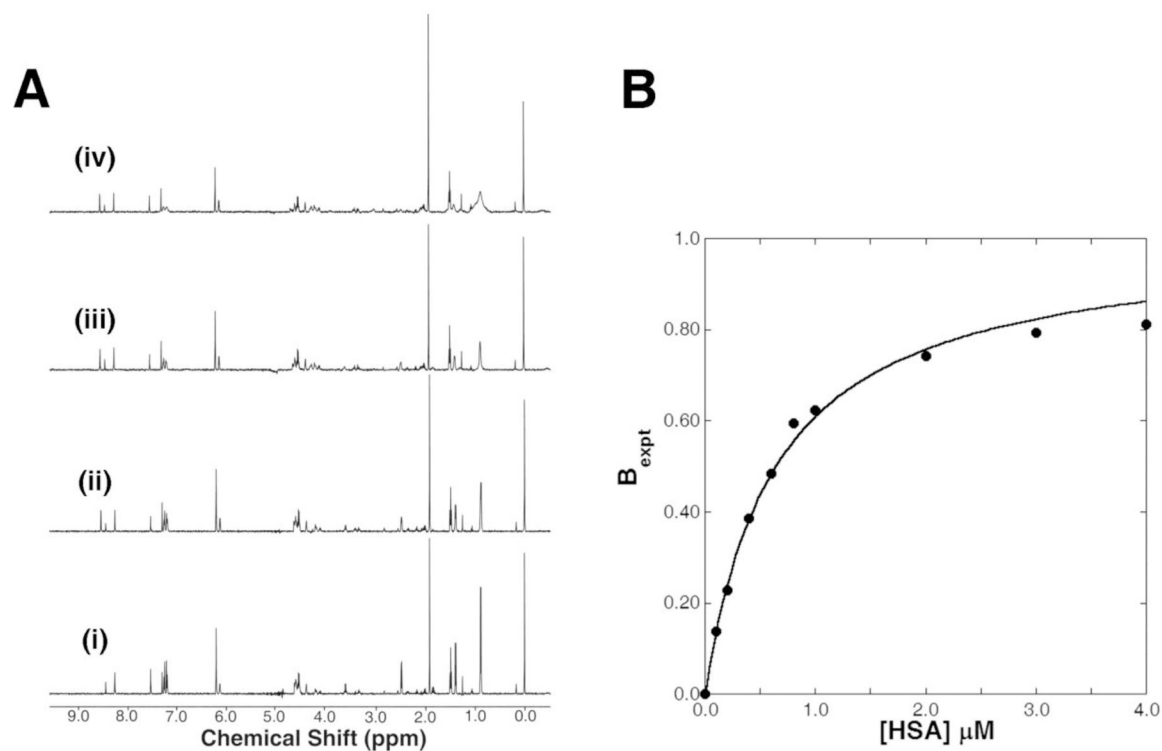 A
B
(iv)
(iii)
(ii)
(i)
9.0 8.0 7.0 6.0 5.0 4.0 3.0 2.0 1.0 0.0
Chemical Shift (ppm)
1.0
0.80
0.60
0.40
0.20
0.0
B expt
0.0 1.0 2.0 3.0 4.0
[HSA] μM